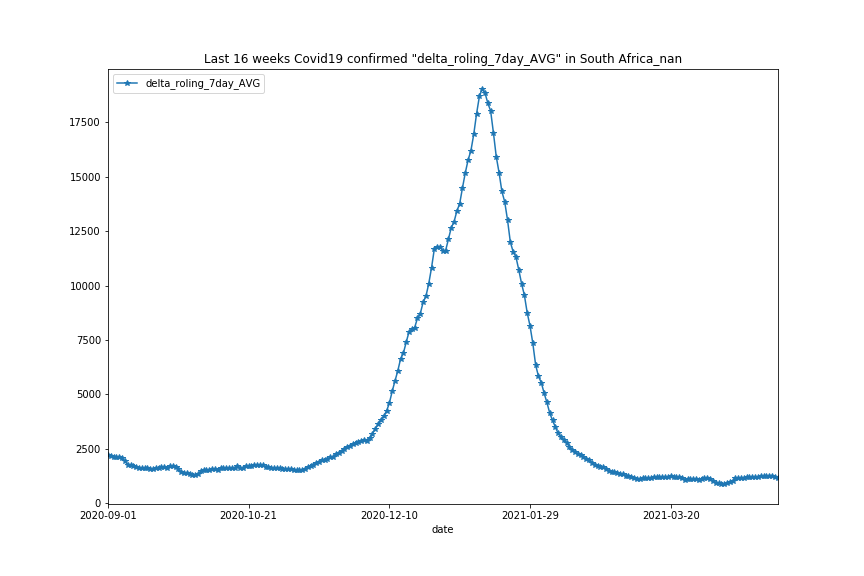 Last 16 weeks Covid19 confirmed "delta_roling_7day_AVG" in South Africa_nan
delta_roling_7day_AVG
17500
15000
12500
10000
7500
5000
2500
0
2020-09-01 2020-10-21 2020-12-10 2021-01-29 2021-03-20
date